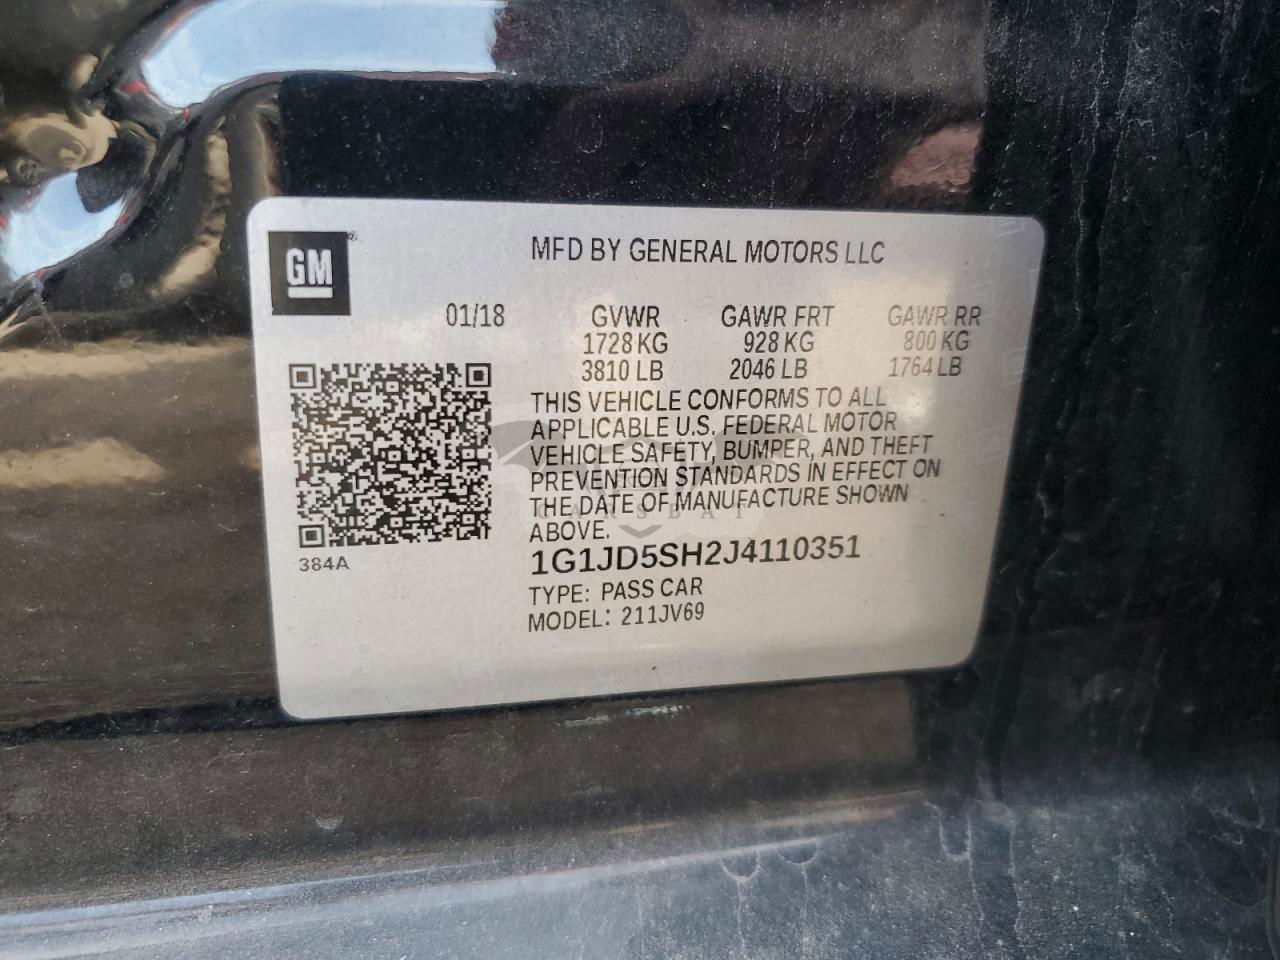 GM®
MFD BY GENERAL MOTORS LLC
01/18 GVWR GAWR FRT GAWR RR
1728 KG 928 KG 800 KG
3810 LB 2046 LB 1764 LB
THIS VEHICLE CONFORMS TO ALL
APPLICABLE U.S. FEDERAL MOTOR
VEHICLE SAFETY, BUMPER, AND THEFT
PREVENTION STANDARDS IN EFFECT ON
THE DATE OF MANUFACTURE SHOWN
CARSBAT
ABOVE.
384A
1G1JD5SH2J4110351
TYPE: PASS CAR
MODEL: 211JV69